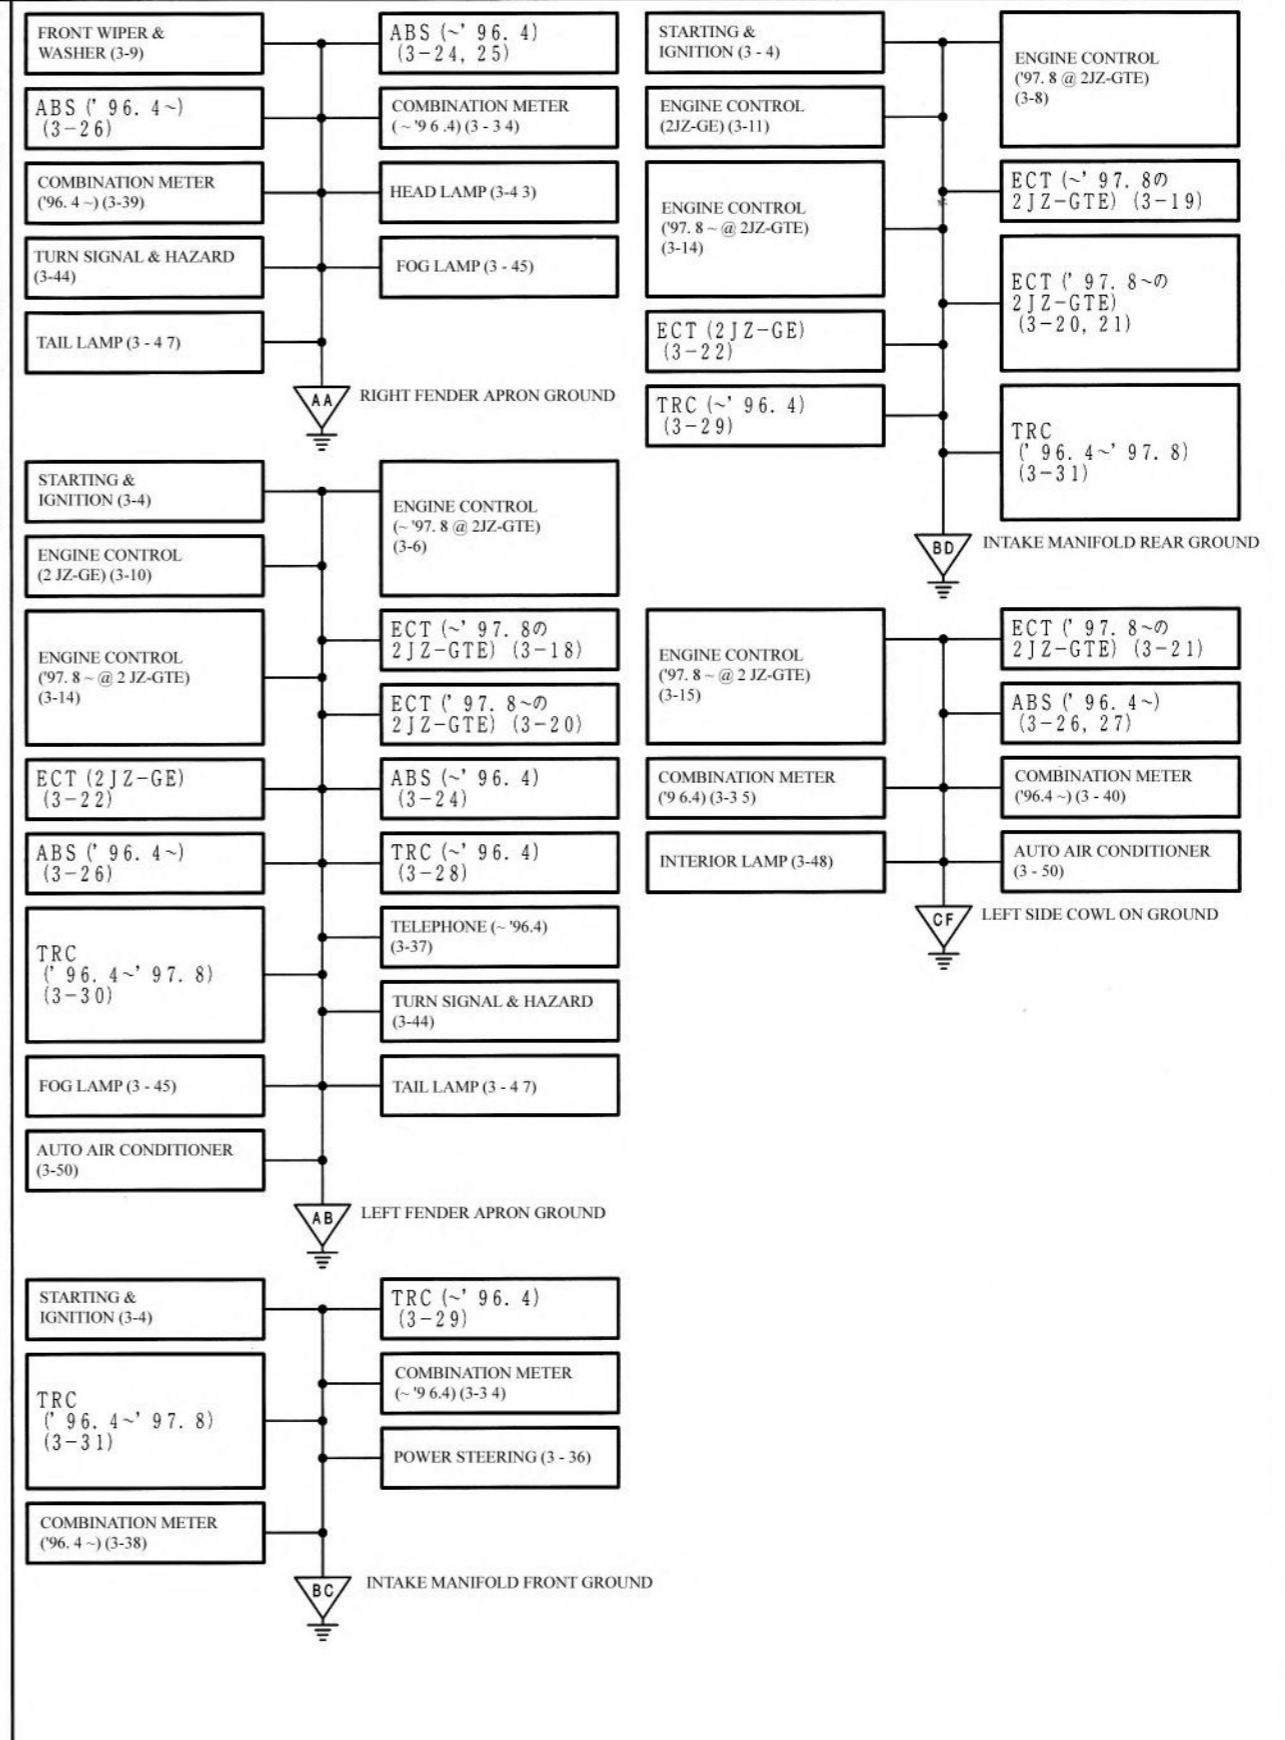 FRONT WIPER &
WASHER (3-9)
ABS (~' 96. 4)
(3-24, 25)
ABS (' 96. 4~)
(3-26)
COMBINATION METER
( ~ '9 6 .4) (3 - 3 4)
COMBINATION METER
('96. 4 ~) (3-39)
HEAD LAMP (3-4 3)
TURN SIGNAL & HAZARD
(3-44)
FOG LAMP (3 - 45)
TAIL LAMP (3 - 4 7)
AA
RIGHT FENDER APRON GROUND
STARTING &
IGNITION (3-4)
ENGINE CONTROL
(~ '97. 8 @ 2JZ-GTE)
(3-6)
ENGINE CONTROL
(2 JZ-GE) (3-10)
ECT (~' 97. 8の
2JZ-GTE) (3-18)
ENGINE CONTROL
('97. 8 ~ @ 2 JZ-GTE)
(3-14)
ECT (' 97. 8~の
2JZ-GTE) (3-20)
ECT (2JZ-GE)
(3-22)
ABS (~' 96. 4)
(3-24)
ABS (' 96. 4~)
(3-26)
TRC (~' 96. 4)
(3-28)
TRC
(' 96. 4~' 97. 8)
(3-30)
TELEPHONE (~ '96.4)
(3-37)
TURN SIGNAL & HAZARD
(3-44)
FOG LAMP (3 - 45)
TAIL LAMP (3 - 4 7)
AUTO AIR CONDITIONER
(3-50)
AB
LEFT FENDER APRON GROUND
STARTING &
IGNITION (3-4)
TRC (~' 96. 4)
(3-29)
TRC
(' 96. 4~' 97. 8)
(3-31)
COMBINATION METER
(~ '9 6.4) (3-3 4)
POWER STEERING (3 - 36)
COMBINATION METER
('96. 4 ~) (3-38)
BC
INTAKE MANIFOLD FRONT GROUND
STARTING &
IGNITION (3 - 4)
ENGINE CONTROL
('97. 8 @ 2JZ-GTE)
(3-8)
ENGINE CONTROL
(2JZ-GE) (3-11)
ECT (~' 97. 8の
2JZ-GTE) (3-19)
ENGINE CONTROL
('97. 8 ~ @ 2JZ-GTE)
(3-14)
ECT (' 97. 8~の
2JZ-GTE)
(3-20, 21)
ECT (2JZ-GE)
(3-22)
TRC (~' 96. 4)
(3-29)
TRC
(' 96. 4~' 97. 8)
(3-31)
BD
INTAKE MANIFOLD REAR GROUND
ENGINE CONTROL
('97. 8 ~ @ 2 JZ-GTE)
(3-15)
ECT (' 97. 8~の
2JZ-GTE) (3-21)
ABS (' 96. 4~)
(3-26, 27)
COMBINATION METER
('9 6.4) (3-3 5)
COMBINATION METER
('96.4 ~) (3 - 40)
INTERIOR LAMP (3-48)
AUTO AIR CONDITIONER
(3 - 50)
CF
LEFT SIDE COWL ON GROUND